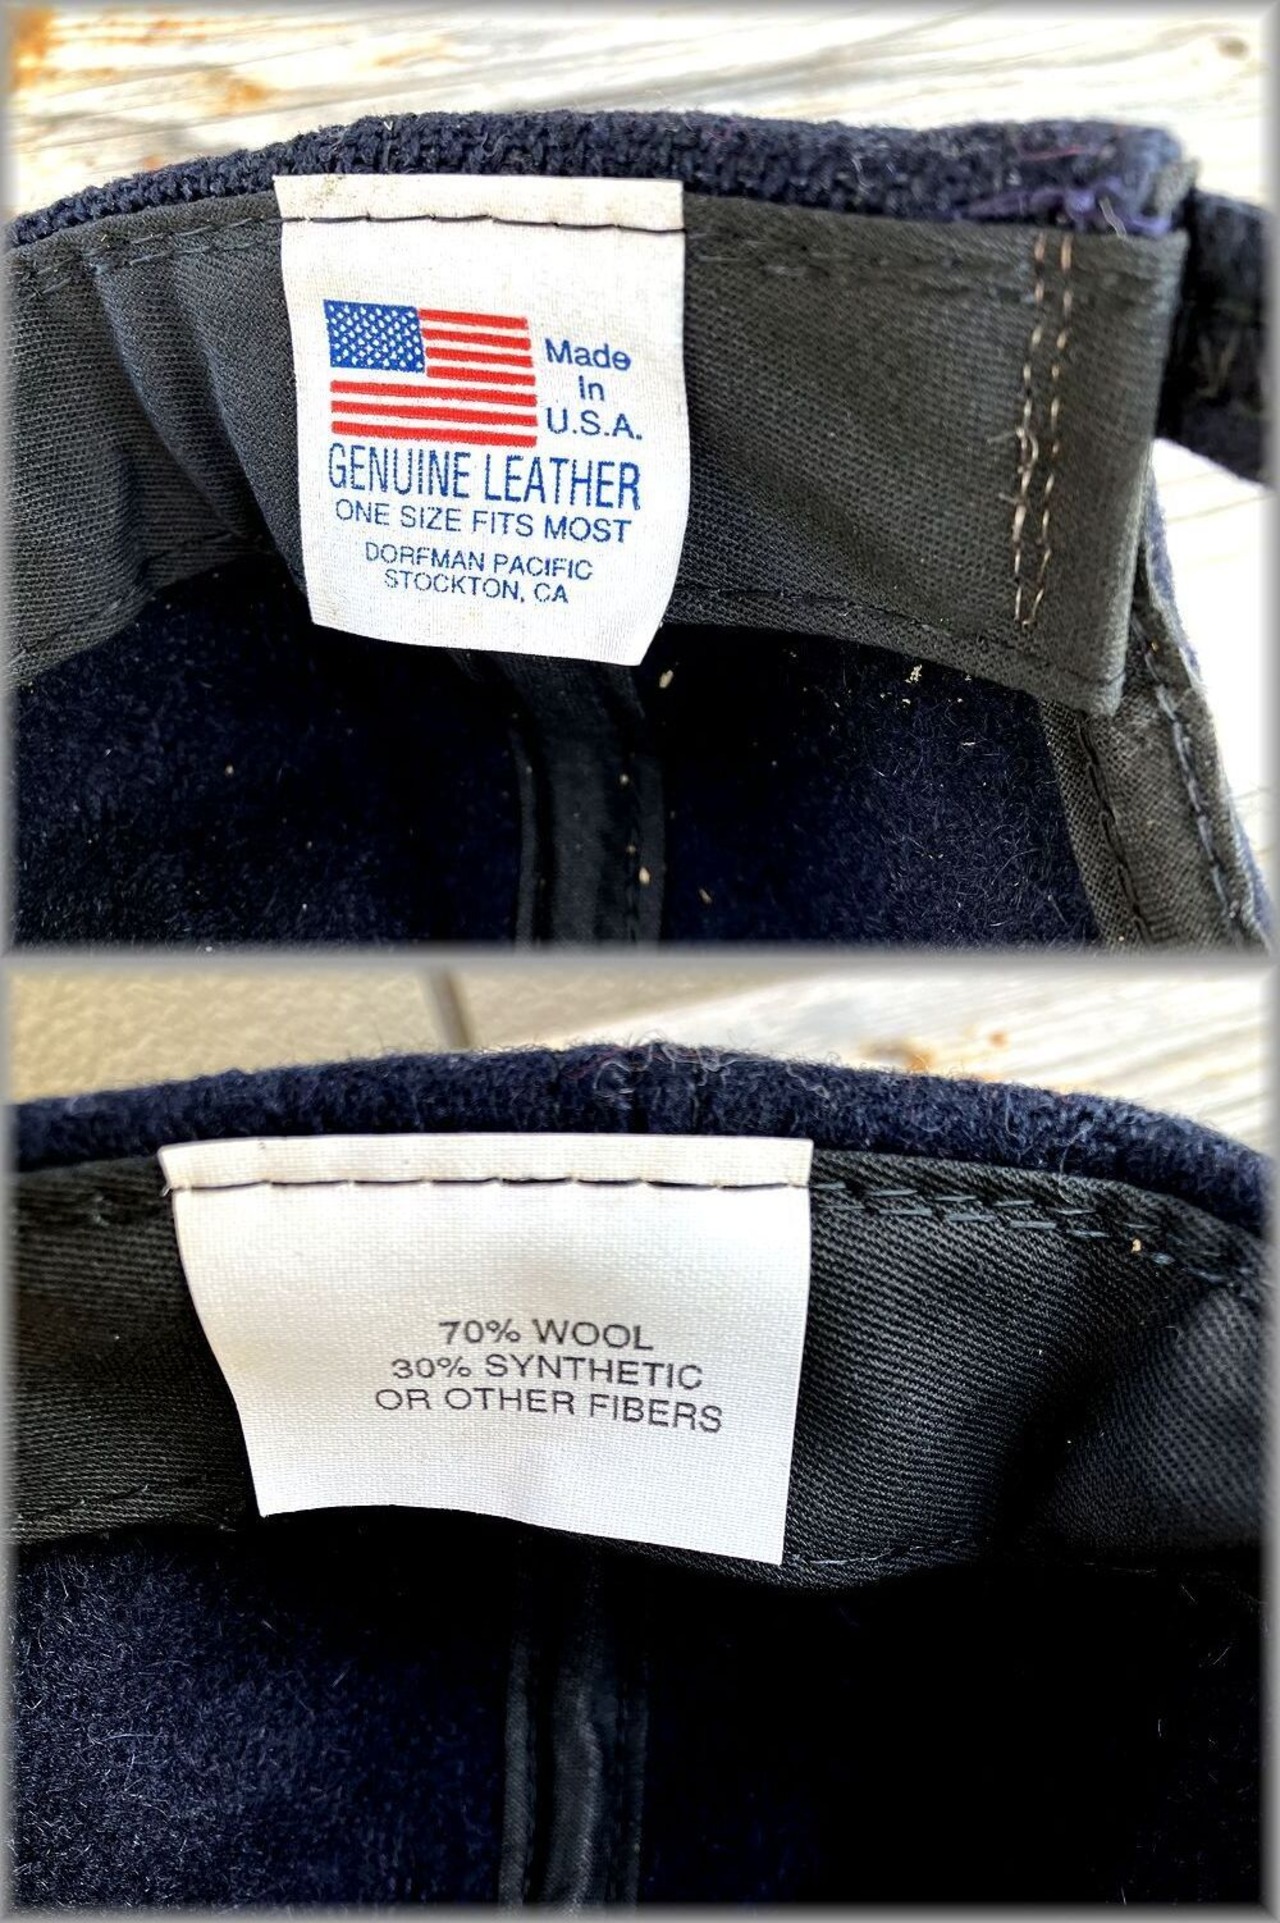 Made
In
U.S.A.
GENUINE LEATHER
ONE SIZE FITS MOST
DORFMAN PACIFIC
STOCKTON, CA
70% WOOL
30% SYNTHETIC
OR OTHER FIBERS